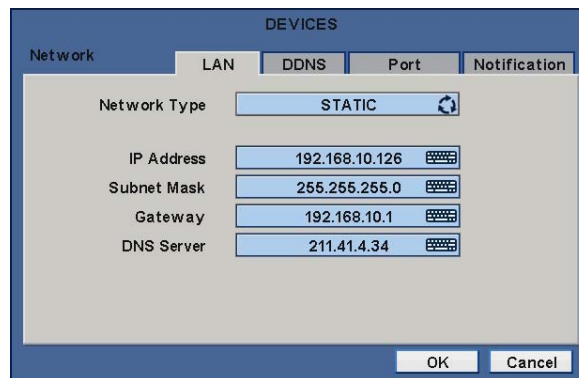 DEVICES
Network
LAN DDNS Port Notification
Network Type STATIC
IP Address 192.168.10.126
Subnet Mask 255.255.255.0
Gateway 192.168.10.1
DNS Server 211.41.4.34
OK Cancel